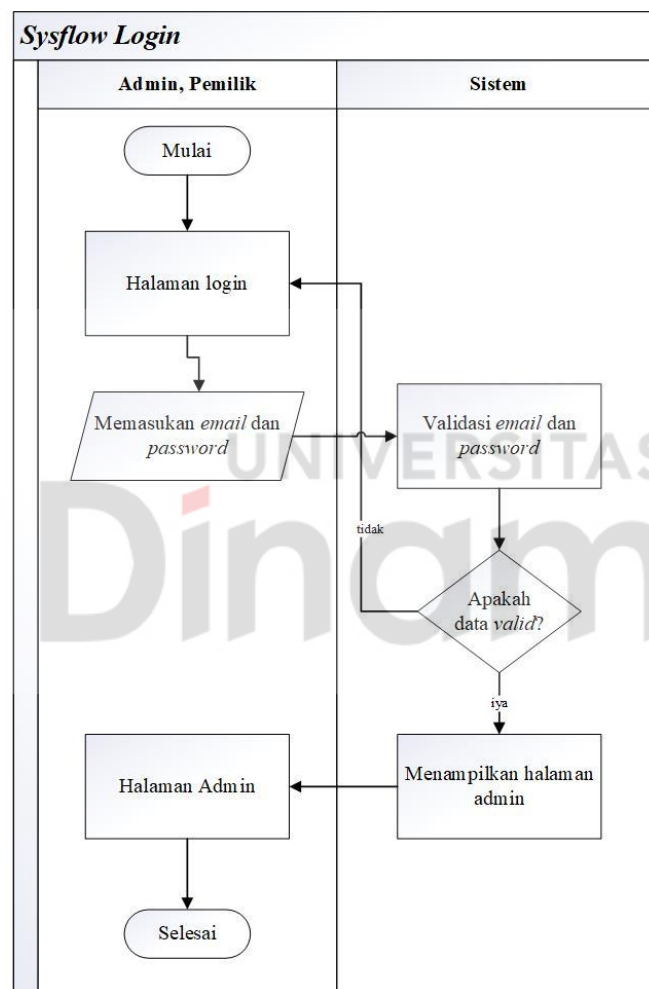 Sysflow Login
Admin, Pemilik
Sistem
Mulai
Halaman login
Memasukan email dan
password
Validasi email dan
password
UNIVERSITAS
Dinam
tidak
Apakah
data valid?
iya
Halaman Admin
Menampilkan halaman
admin
Selesai